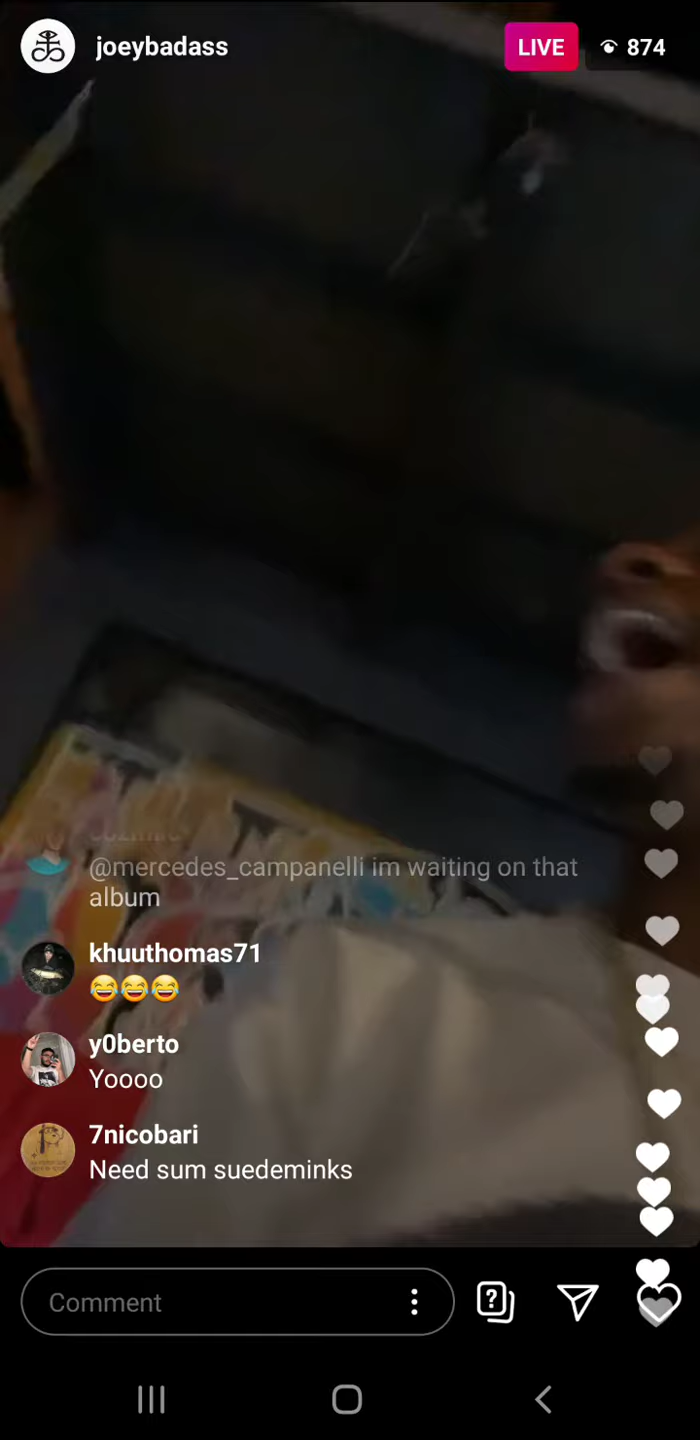 joeybadass
LIVE
874
@mercedes_campanelli im waiting on that
album
khuuthomas71
😂😂😂
y0berto
Yoooo
7nicobari
Need sum suedeminks
Comment